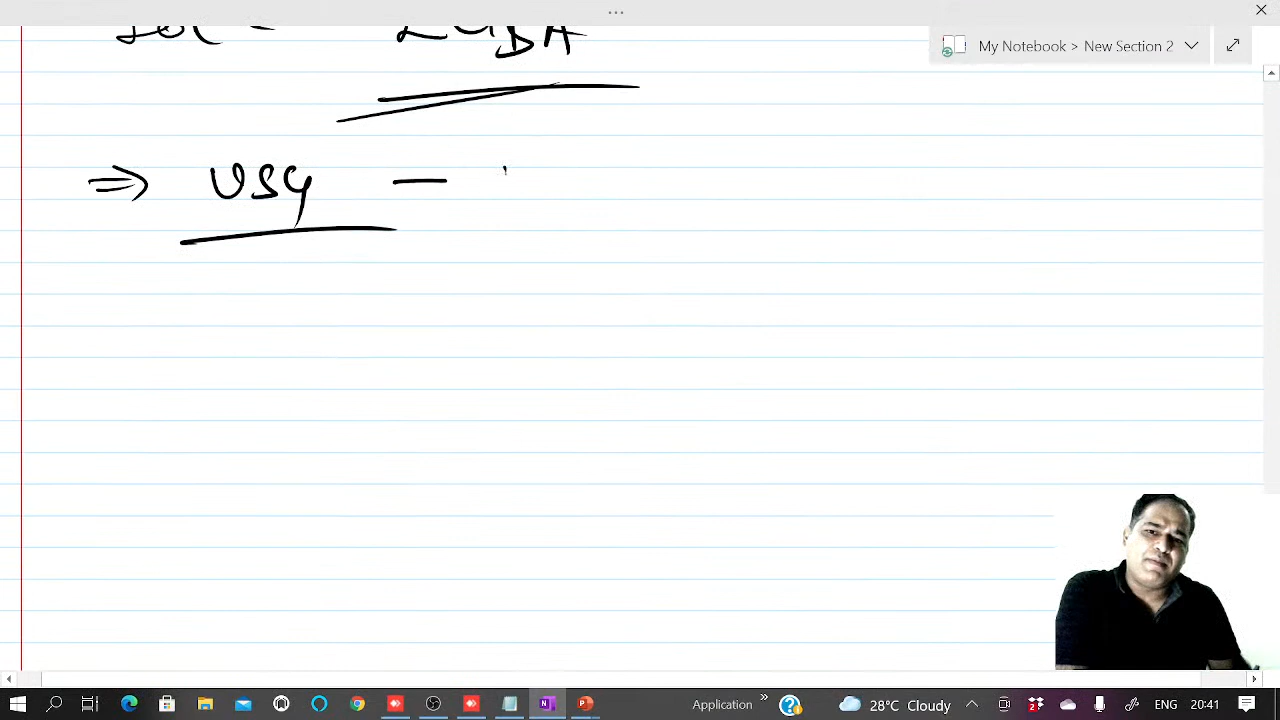 My Notebook > New Section 2
⇒ USG —
Application
28°C Cloudy
ENG
20:41